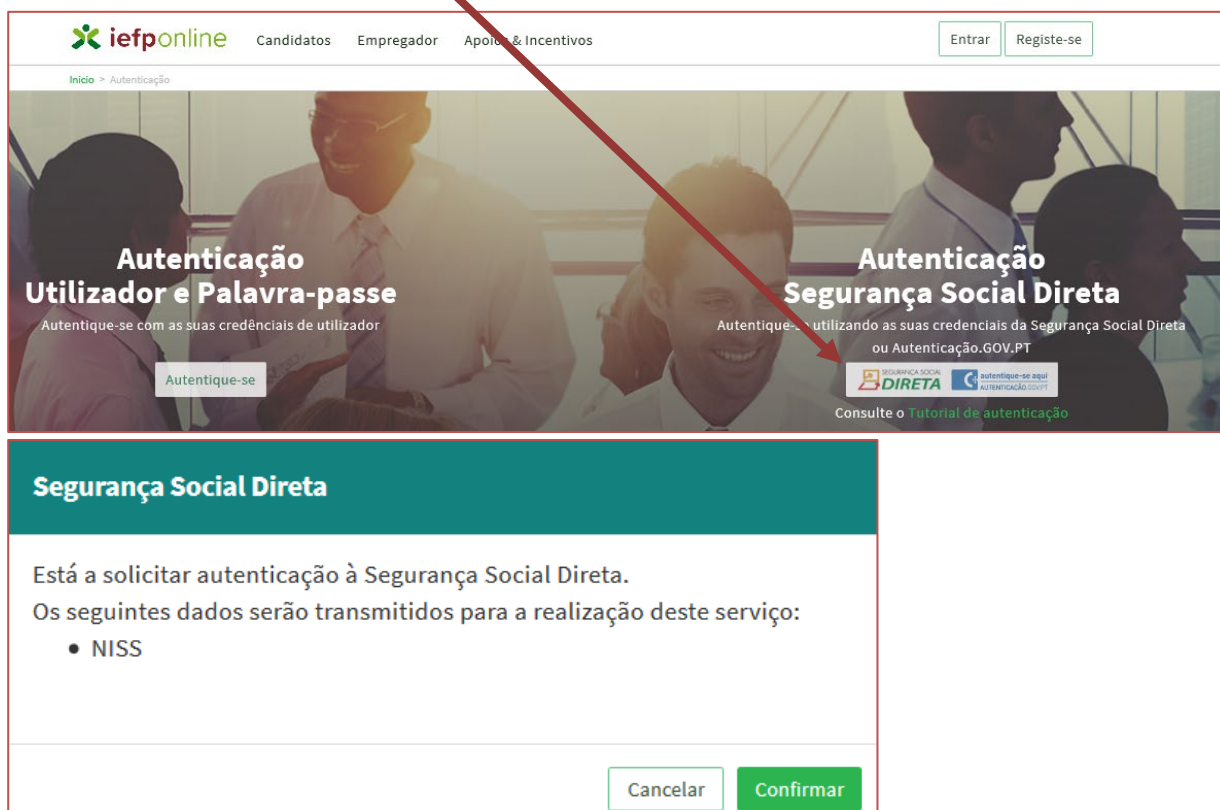 iefponline Candidatos Empregador Apoios & Incentivos Entrar Registe-se
Inicio > Autenticação
Autenticação
Utilizador e Palavra-passe
Autentique-se com as suas credênciais de utilizador
Autentique-se
Autenticação
Segurança Social Direta
Autentique-se utilizando as suas credenciais da Segurança Social Direta
ou Autenticação.GOV.PT
SEGURANÇA SOCIAL
DIRETA
autentique-se aqui
AUTENTICAÇÃO.GOV.PT
Consulte o Tutorial de autenticação
Segurança Social Direta
Está a solicitar autenticação à Segurança Social Direta.
Os seguintes dados serão transmitidos para a realização deste serviço:
• NISS
Cancelar Confirmar